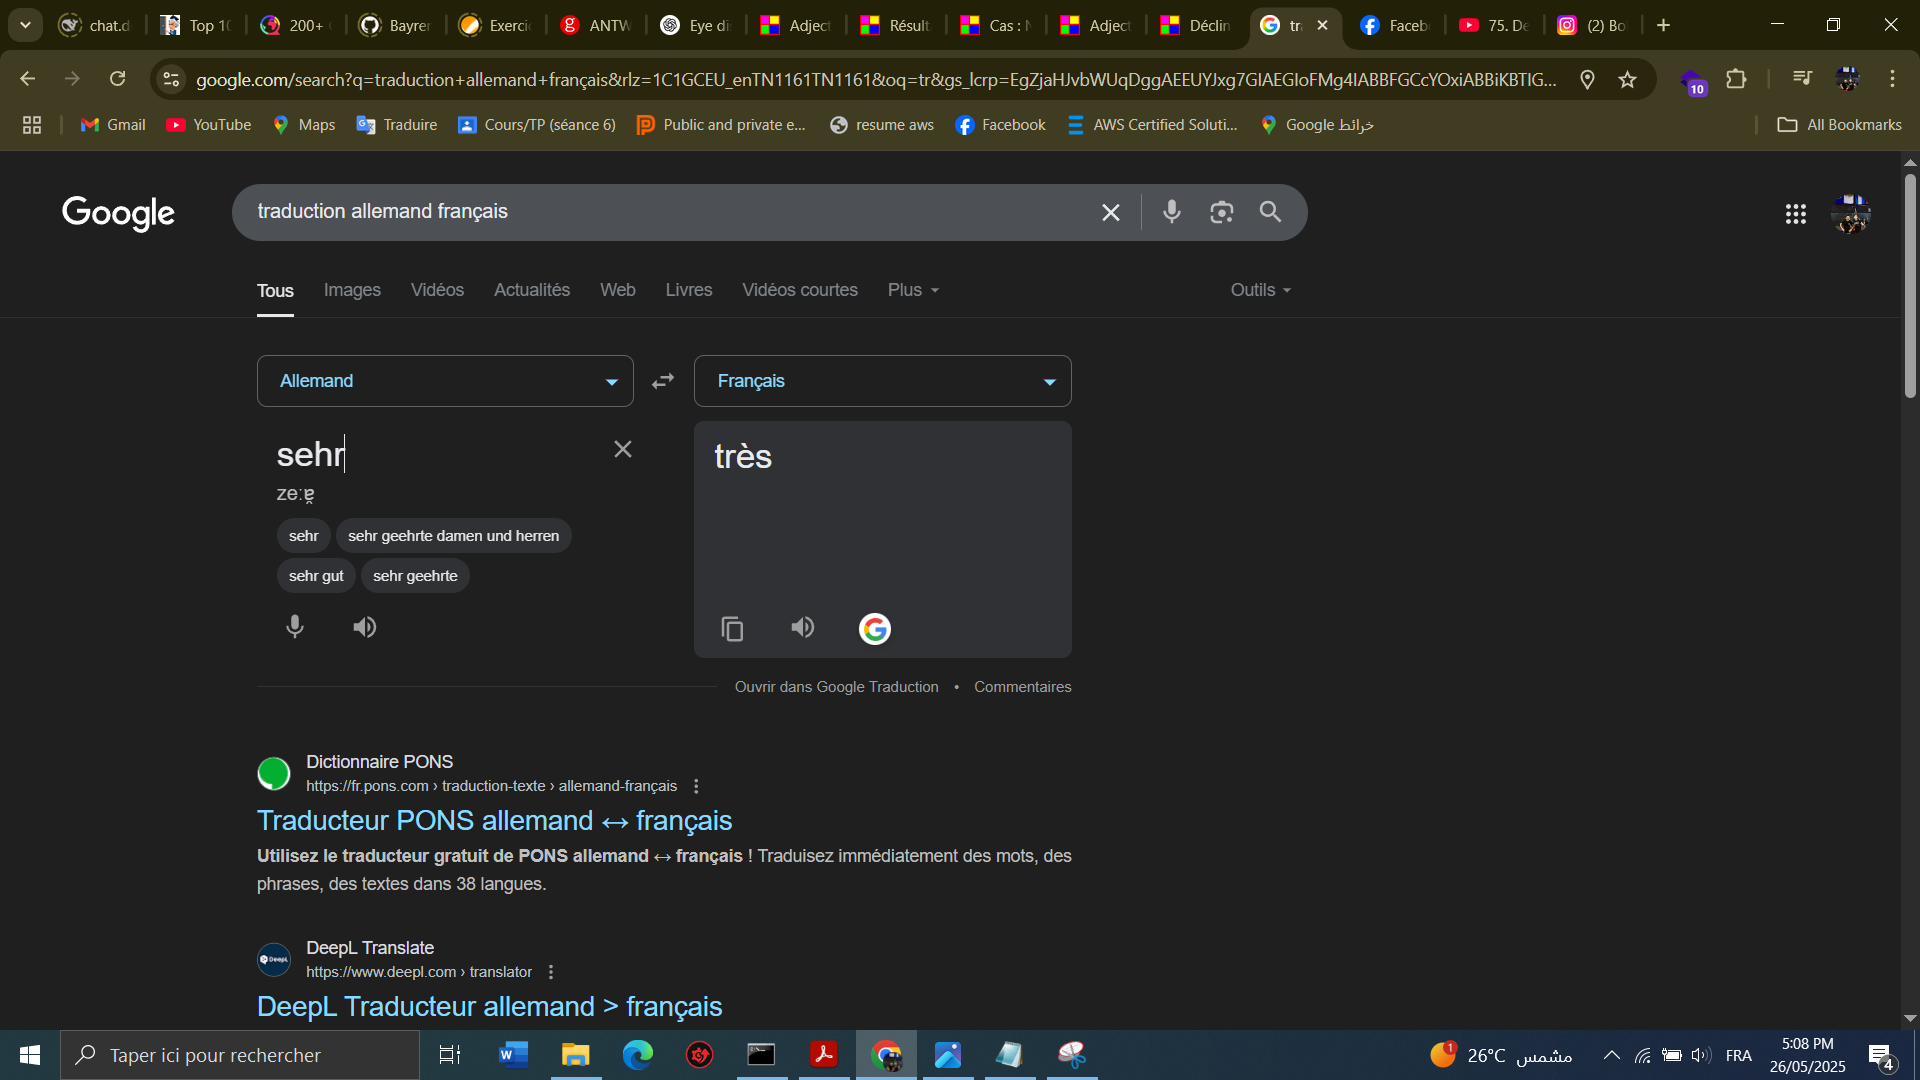 chat.d
Top 10
200+
Bayrer
Exerci
ANTW
Eye di
Adject
Result
Cas : N
Adject
Déclin
tra
Faceb
75. De
(2) Bo
google.com/search?q=traduction+allemand+français&rlz=1C1GCEU_enTN1161TN1161&oq=tr&gs_lcrp=EgZjaHJvbWUqDggAEEUYJxg7GIAEGIoFMg4IABBFGCcYOxiABBiKBTIG...
10
Gmail
YouTube
Maps
Traduire
Cours/TP (séance 6)
Public and private e...
resume aws
Facebook
AWS Certified Soluti...
Google خرائط
All Bookmarks
Google
traduction allemand français
Tous
Images
Vidéos
Actualités
Web
Livres
Vidéos courtes
Plus
Outils
Allemand
Français
sehr
zeːɐ̯
très
sehr
sehr geehrte damen und herren
sehr gut
sehr geehrte
Ouvrir dans Google Traduction • Commentaires
Dictionnaire PONS
https://fr.pons.com › traduction-texte › allemand-français
Traducteur PONS allemand ↔ français
Utilisez le traducteur gratuit de PONS allemand ↔ français ! Traduisez immédiatement des mots, des
phrases, des textes dans 38 langues.
DeepL
DeepL Translate
https://www.deepl.com › translator
DeepL Traducteur allemand > français
Taper ici pour rechercher
1
26°C مشمس
FRA
5:08 PM
26/05/2025
4